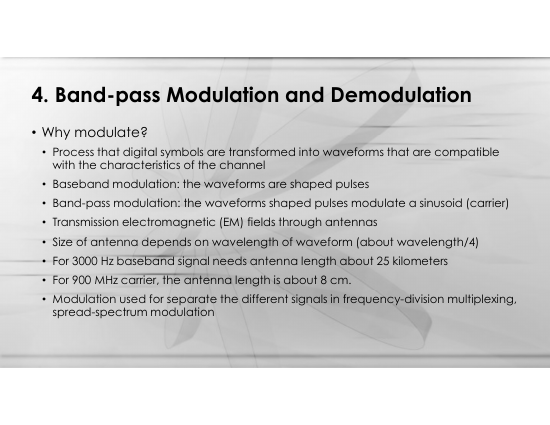 4. Band-pass Modulation and Demodulation
• Why modulate?
• Process that digital symbols are transformed into waveforms that are compatible
with the characteristics of the channel
• Baseband modulation: the waveforms are shaped pulses
• Band-pass modulation: the waveforms shaped pulses modulate a sinusoid (carrier)
• Transmission electromagnetic (EM) fields through antennas
• Size of antenna depends on wavelength of waveform (about wavelength/4)
• For 3000 Hz baseband signal needs antenna length about 25 kilometers
• For 900 MHz carrier, the antenna length is about 8 cm.
• Modulation used for separate the different signals in frequency-division multiplexing,
spread-spectrum modulation